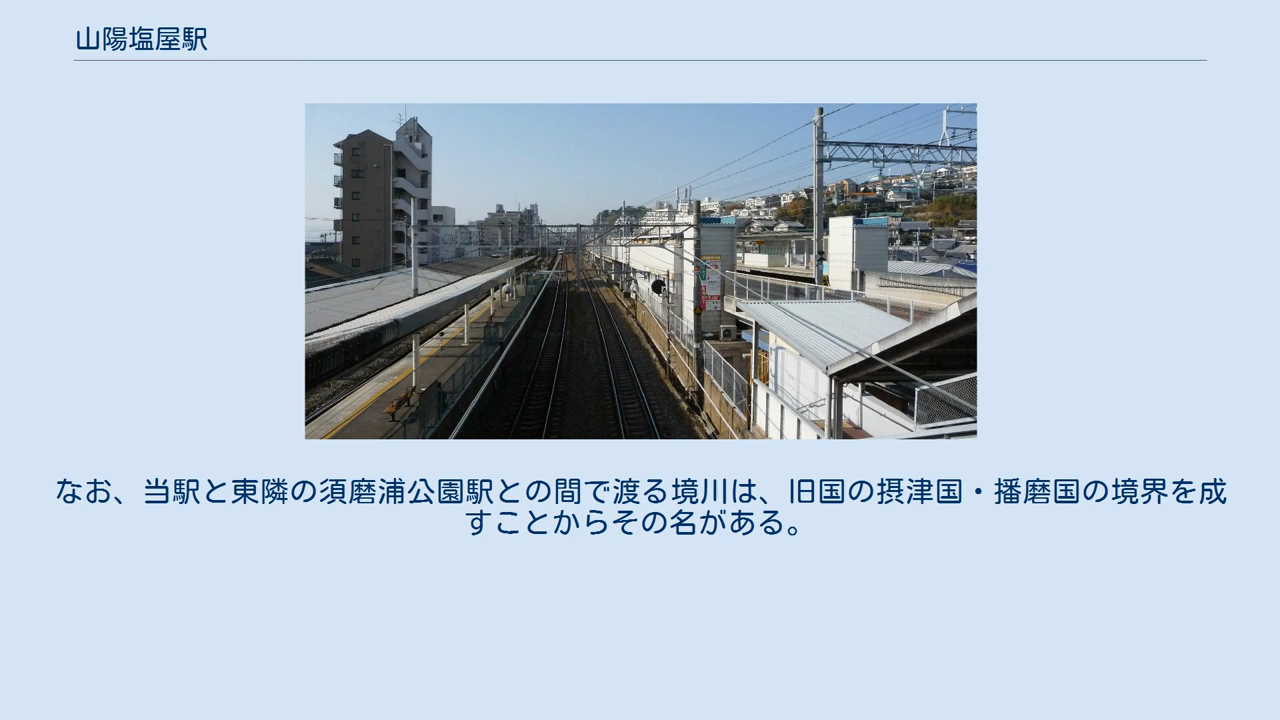 山陽塩屋駅
なお、当駅と東隣の須磨浦公園駅との間で渡る境川は、旧国の摂津国・播磨国の境界を成
すことからその名がある。